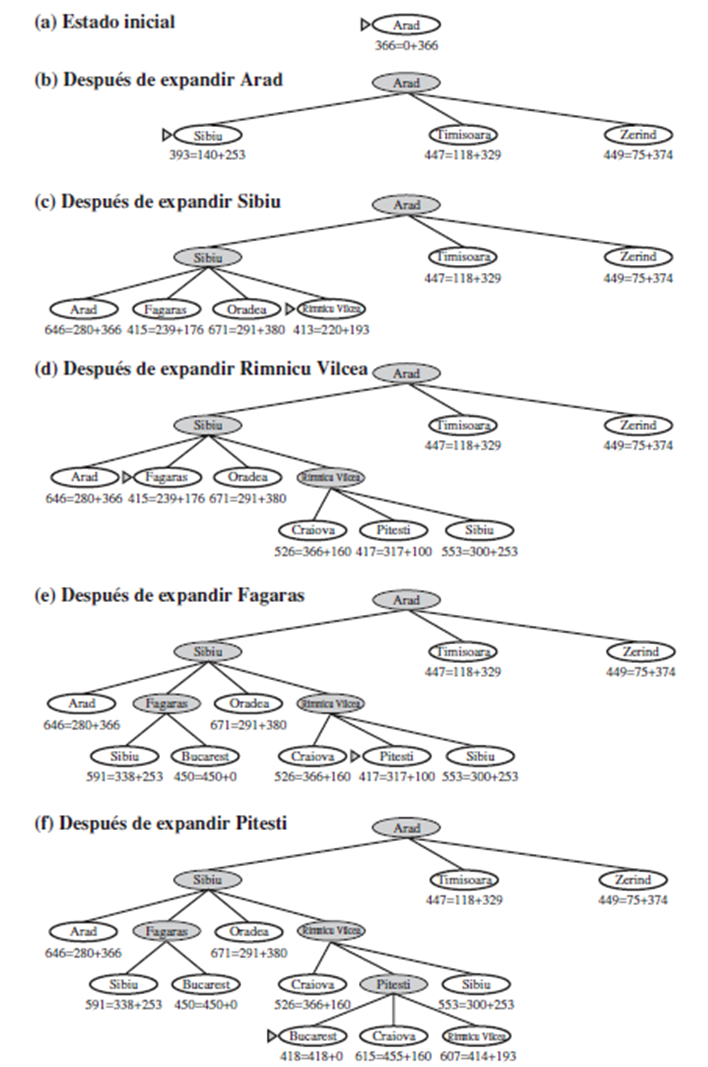 (a) Estado inicial
Arad
366=0+366
(b) Después de expandir Arad
Arad
Sibiu Timisoara Zerind
393=140+253 447=118+329 449=75+374
(c) Después de expandir Sibiu
Arad
Sibiu Timisoara Zerind
447=118+329 449=75+374
Arad Fagaras Oradea Rimnicu Vilcea
646=280+366 415=239+176 671=291+380 413=220+193
(d) Después de expandir Rimnicu Vilcea
Arad
Sibiu Timisoara Zerind
447=118+329 449=75+374
Arad Fagaras Oradea Rimnicu Vilcea
646=280+366 415=239+176 671=291+380
Craiova Pitesti Sibiu
526=366+160 417=317+100 553=300+253
(e) Después de expandir Fagaras
Arad
Sibiu Timisoara Zerind
447=118+329 449=75+374
Arad Fagaras Oradea Rimnicu Vilcea
646=280+366 671=291+380
Sibiu Bucarest Craiova Pitesti Sibiu
591=338+253 450=450+0 526=366+160 417=317+100 553=300+253
(f) Después de expandir Pitesti
Arad
Sibiu Timisoara Zerind
447=118+329 449=75+374
Arad Fagaras Oradea Rimnicu Vilcea
646=280+366 671=291+380
Sibiu Bucarest Craiova Pitesti Sibiu
591=338+253 450=450+0 526=366+160 553=300+253
Bucarest Craiova Rimnicu Vilcea
418=418+0 615=455+160 607=414+193